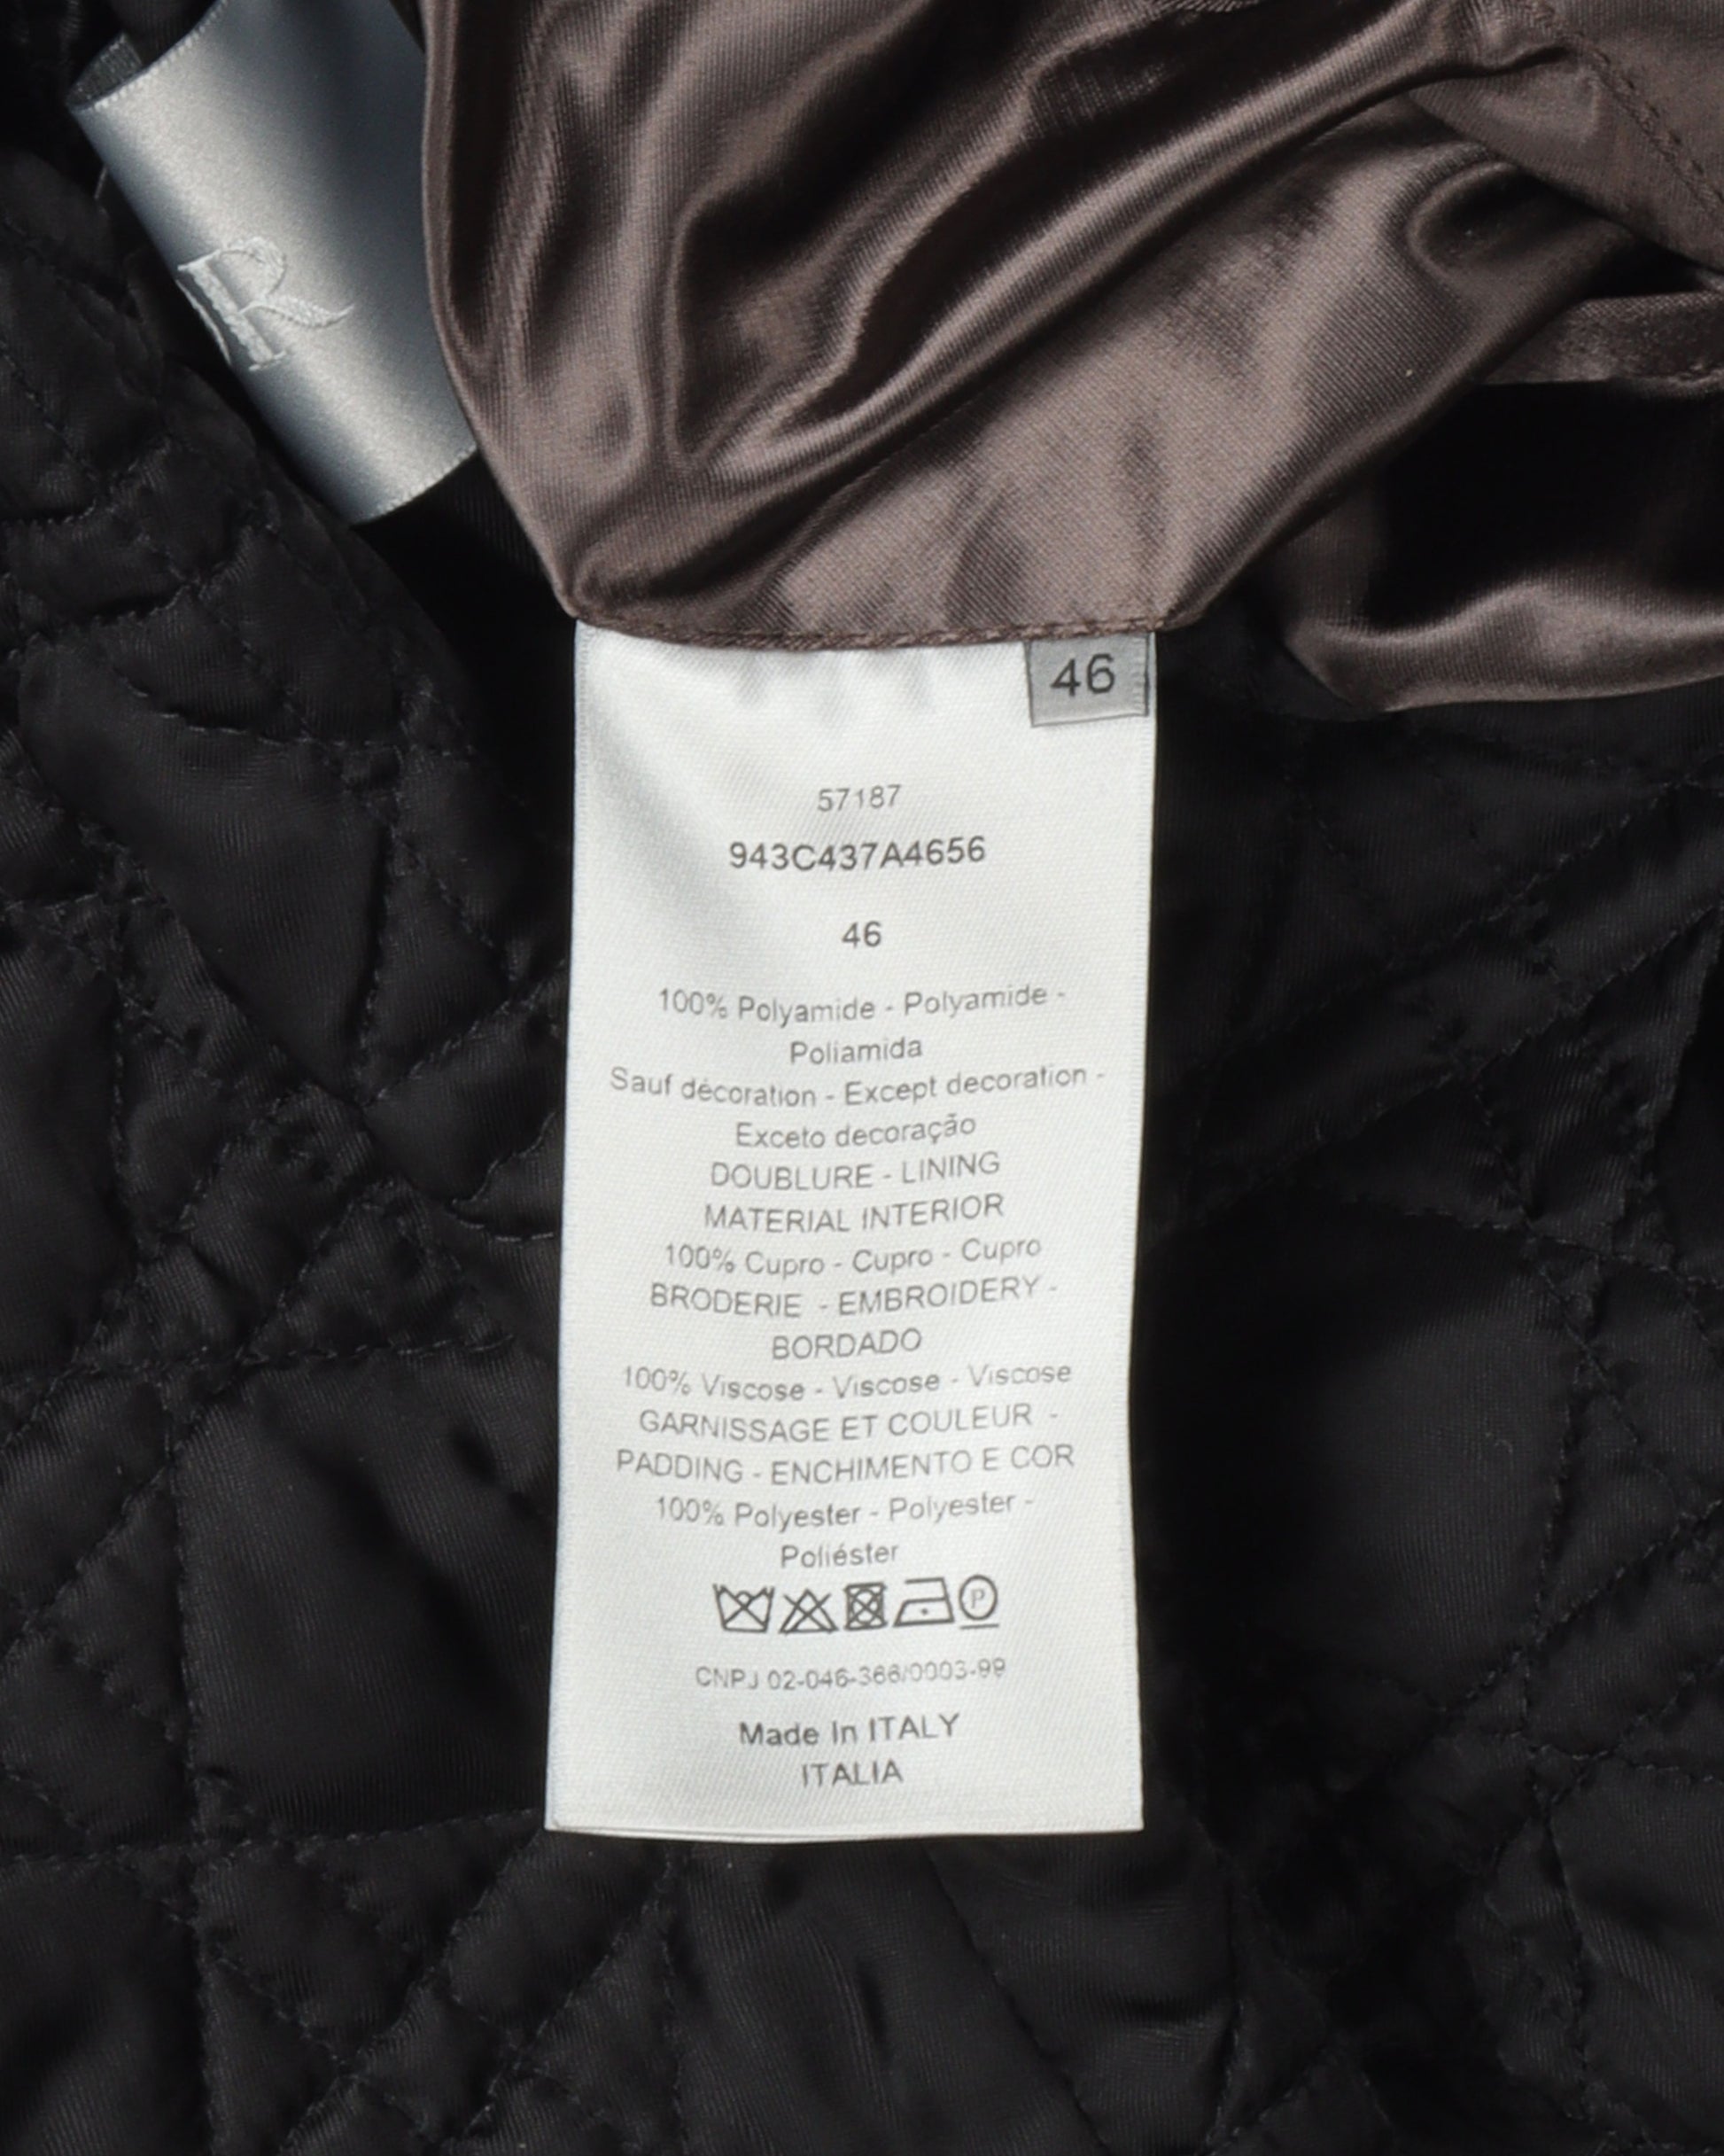 R
46
57187
943C437A4656
46
100% Polyamide - Polyamide -
Poliamida
Sauf décoration - Except decoration -
Exceto decoração
DOUBLURE - LINING
MATERIAL INTERIOR
100% Cupro - Cupro - Cupro
BRODERIE - EMBROIDERY -
BORDADO
100% Viscose - Viscose - Viscose
GARNISSAGE ET COULEUR -
PADDING - ENCHIMENTO E COR
100% Polyester - Polyester -
Poliéster
P
CNPJ 02-046-366/0003-99
Made In ITALY
ITALIA